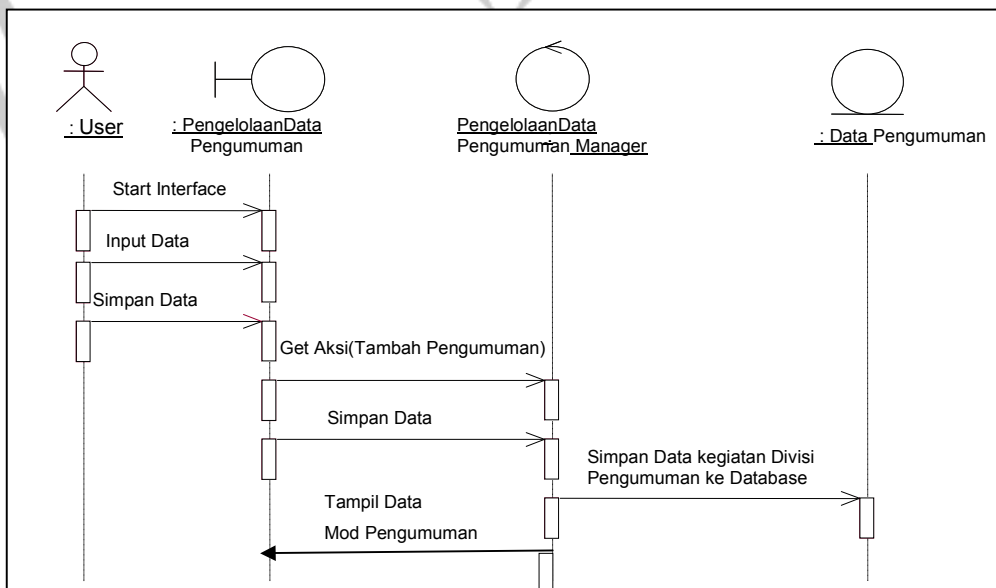 : User
: PengelolaanData
Pengumuman
PengelolaanData
Pengumuman Manager
: Data Pengumuman
Start Interface
Input Data
Simpan Data
Get Aksi(Tambah Pengumuman)
Simpan Data
Simpan Data kegiatan Divisi
Pengumuman ke Database
Tampil Data
Mod Pengumuman